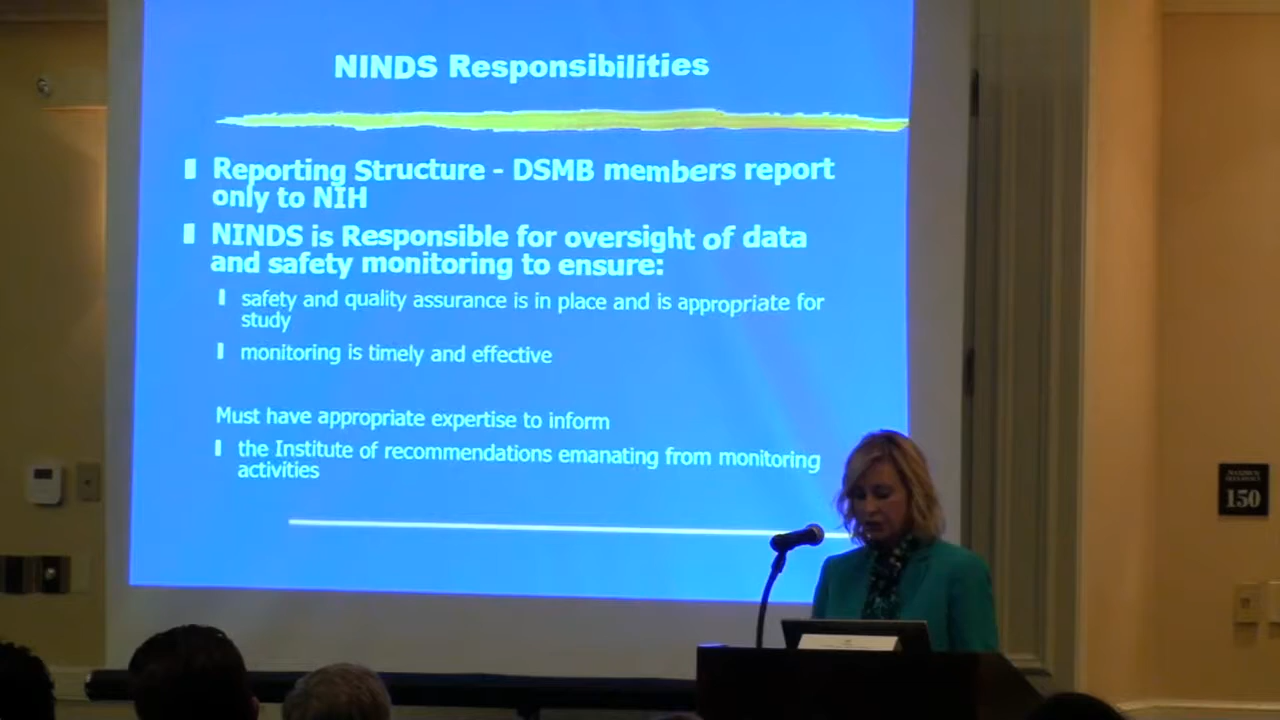 NINDS Responsibilities
Reporting Structure - DSMB members report
only to NIH
NINDS is Responsible for oversight of data
and safety monitoring to ensure:
safety and quality assurance is in place and is appropriate for
study
monitoring is timely and effective
Must have appropriate expertise to inform
the Institute of recommendations emanating from monitoring
activities
MAXIMUM
OCCUPANCY
150